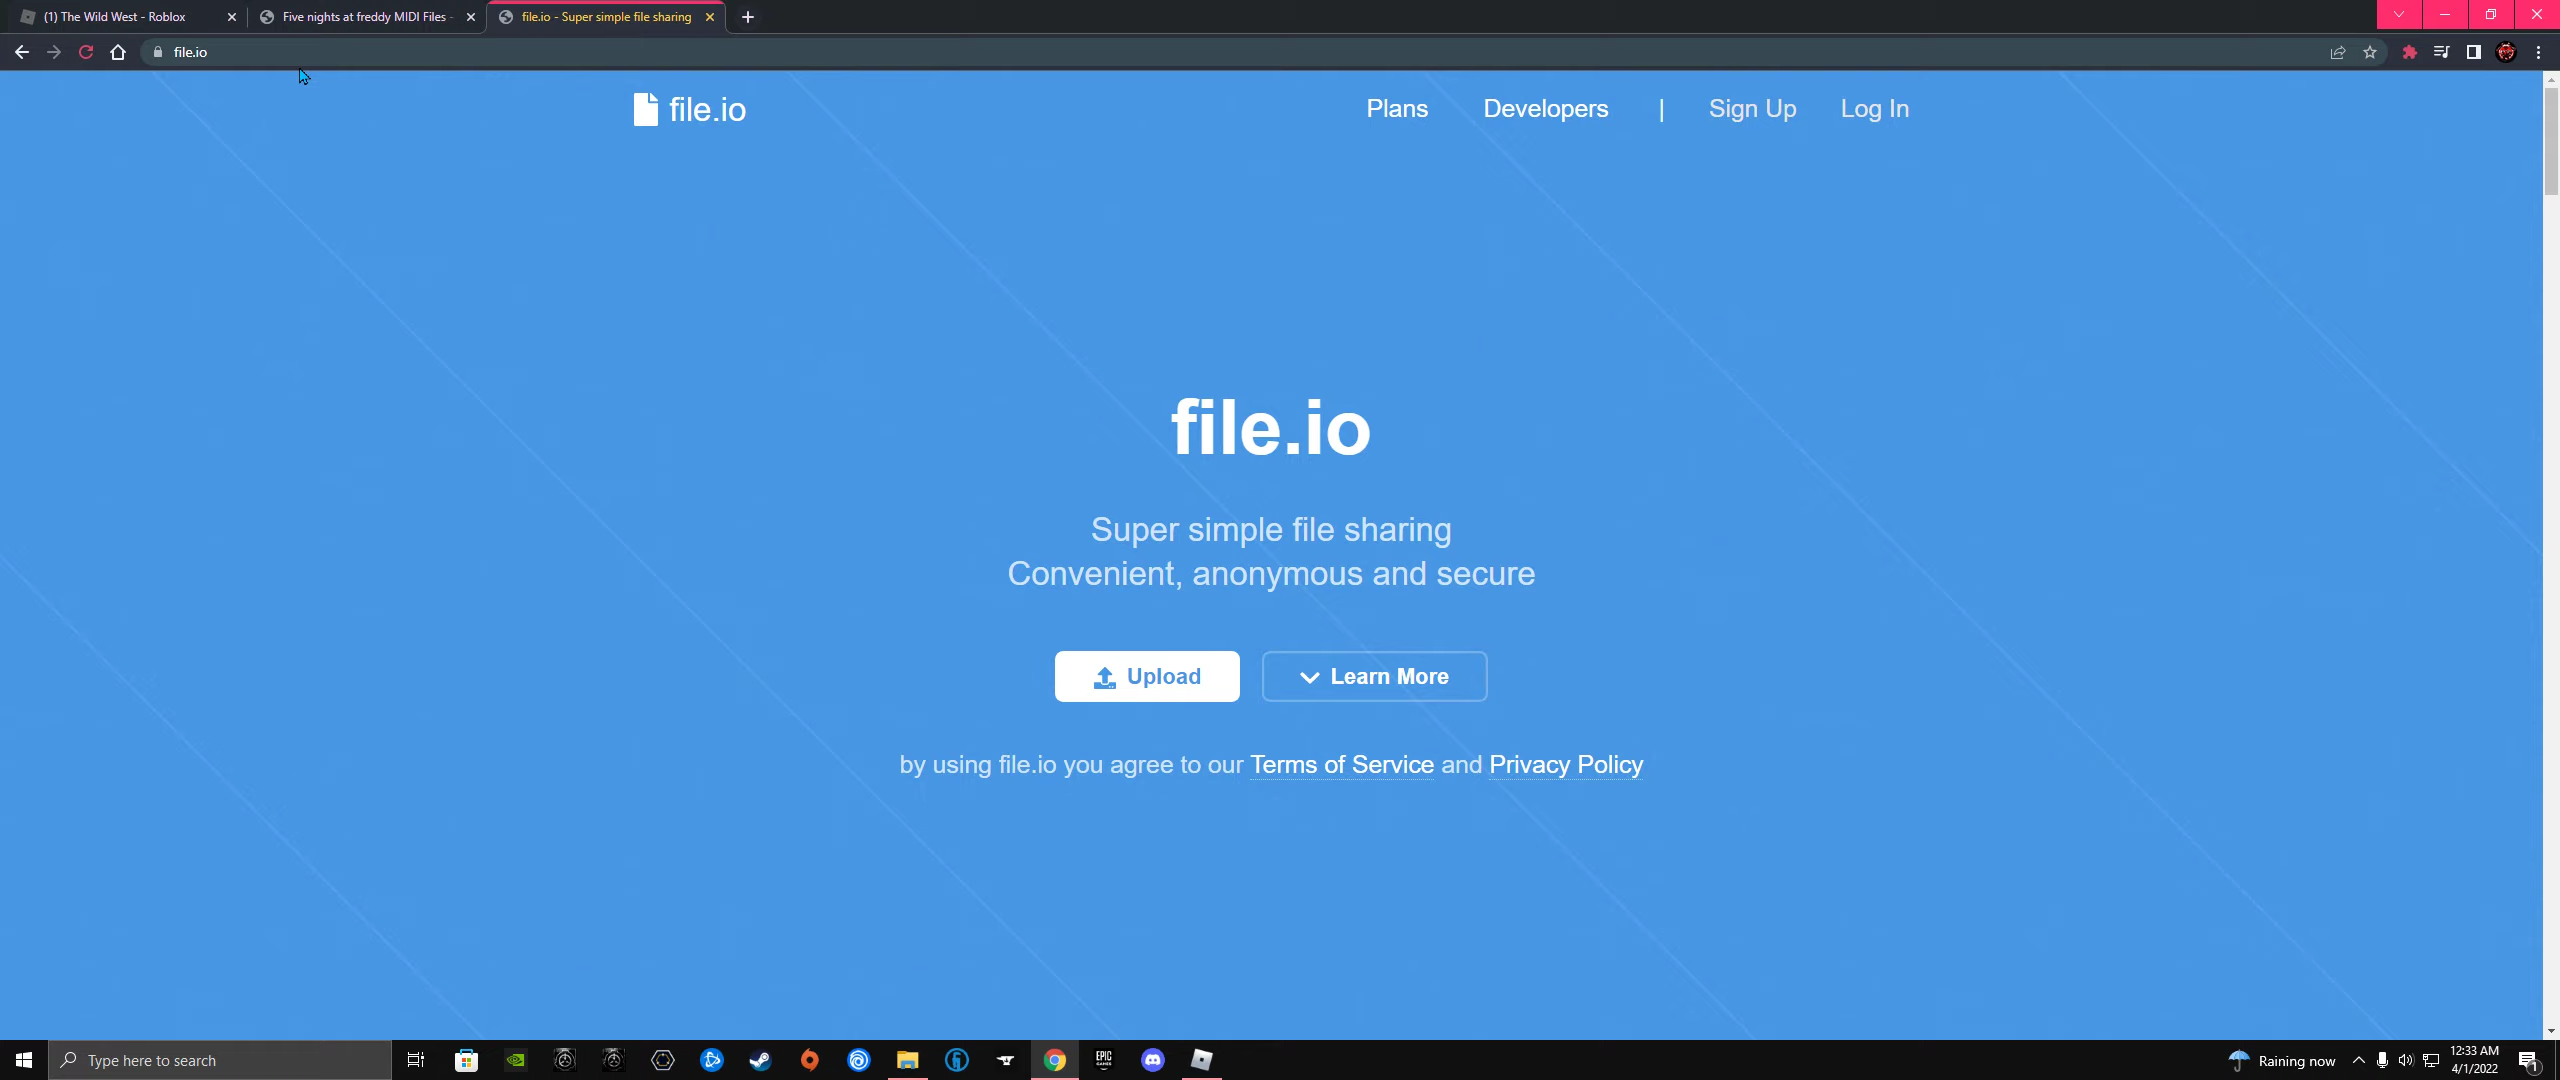 (1) The Wild West - Roblox
Five nights at freddy MIDI Files -
file.io - Super simple file sharing
file.io
file.io
Plans
Developers
|
Sign Up
Log In
file.io
Super simple file sharing
Convenient, anonymous and secure
Upload
Learn More
by using file.io you agree to our Terms of Service and Privacy Policy
Type here to search
EPIC
GAMES
Raining now
12:33 AM
4/1/2022
1